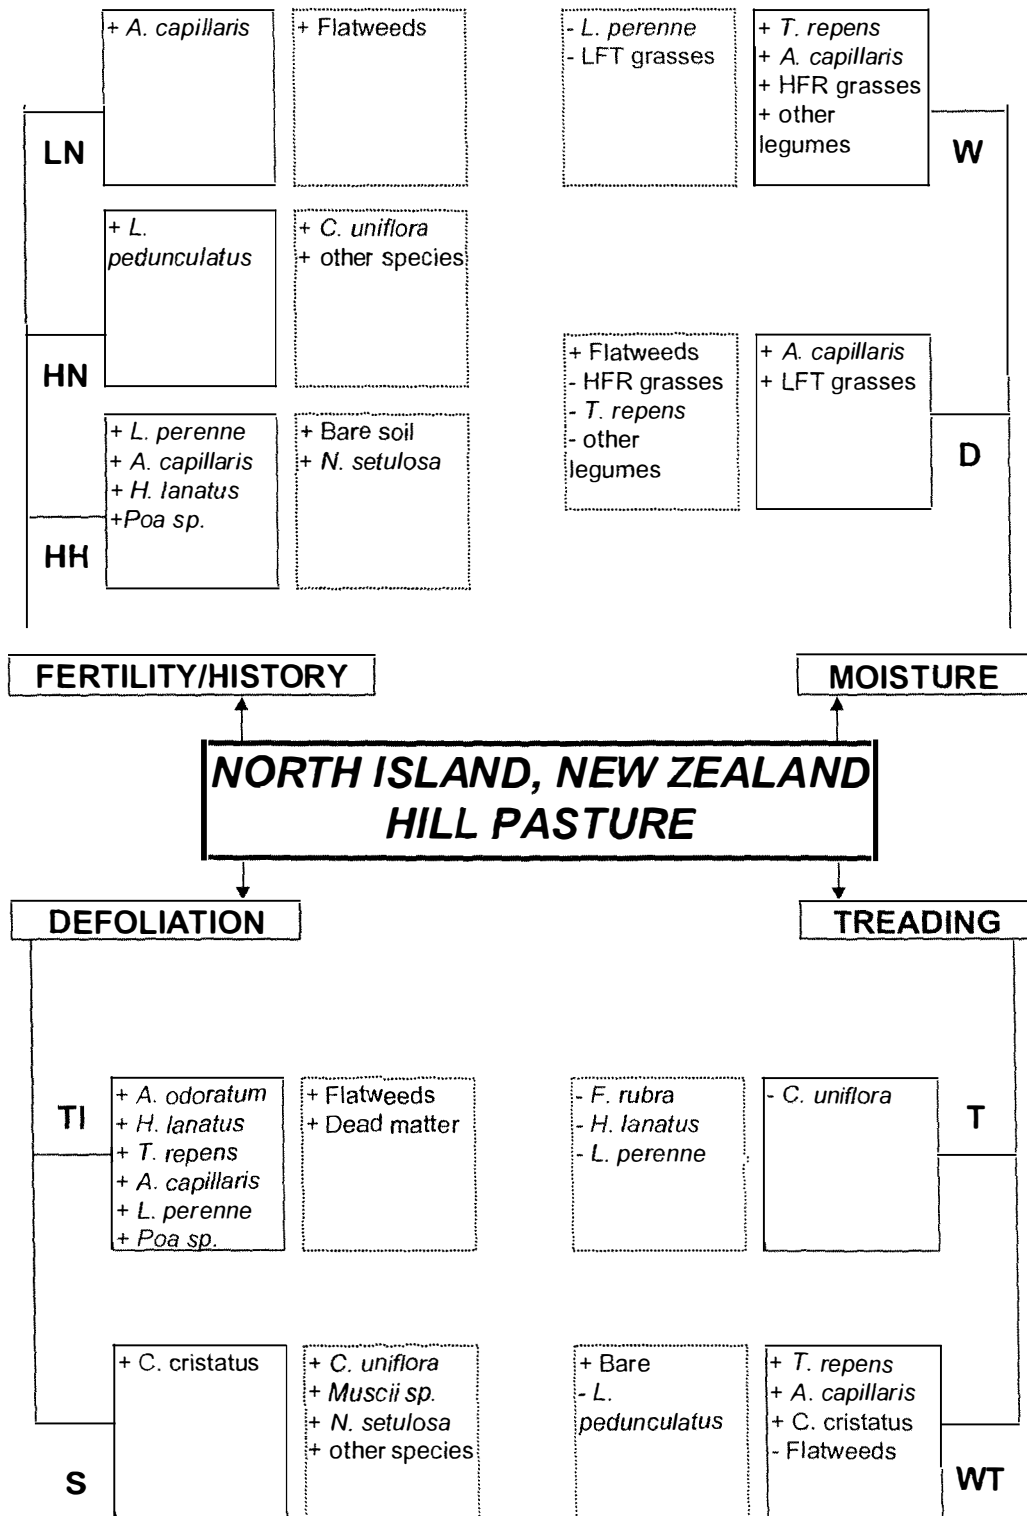 + A. capillaris
+ Flatweeds
LN
+ L.
pedunculatus
+ C. uniflora
+ other species
HN
+ L. perenne
+ A. capillaris
+ H. lanatus
+Poa sp.
+ Bare soil
+ N. setulosa
HH
- L. perenne
- LFT grasses
+ T. repens
+ A. capillaris
+ HFR grasses
+ other
legumes
W
+ Flatweeds
- HFR grasses
- T. repens
- other
legumes
+ A. capillaris
+ LFT grasses
D
FERTILITY/HISTORY
MOISTURE
NORTH ISLAND, NEW ZEALAND
HILL PASTURE
DEFOLIATION
TREADING
TI
+ A. odoratum
+ H. lanatus
+ T. repens
+ A. capillaris
+ L. perenne
+ Poa sp.
+ Flatweeds
+ Dead matter
- F. rubra
- H. lanatus
- L. perenne
- C. uniflora
T
S
+ C. cristatus
+ C. uniflora
+ Muscii sp.
+ N. setulosa
+ other species
+ Bare
- L.
pedunculatus
+ T. repens
+ A. capillaris
+ C. cristatus
- Flatweeds
WT